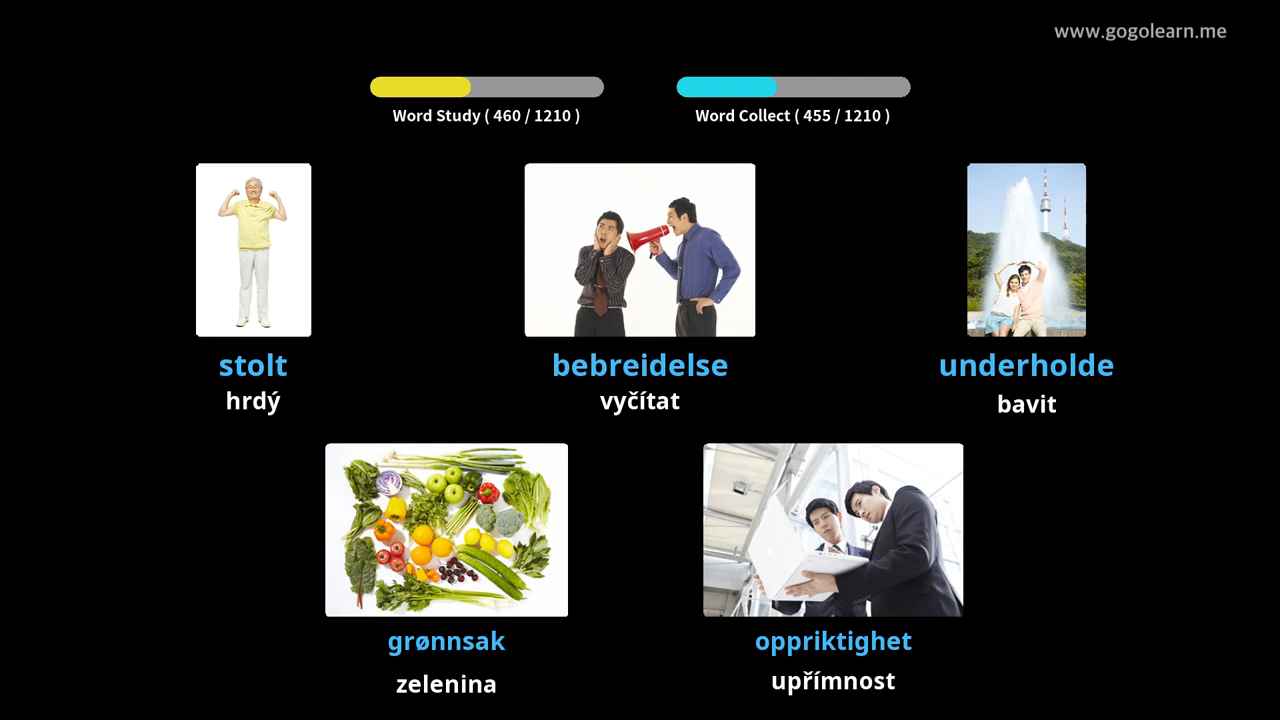 www.gogolearn.me
Word Study ( 460 / 1210 )
Word Collect ( 455 / 1210 )
stolt
hrdý
bebreidelse
vyčítat
underholde
bavit
grønnsak
zelenina
oppriktighet
upřímnost